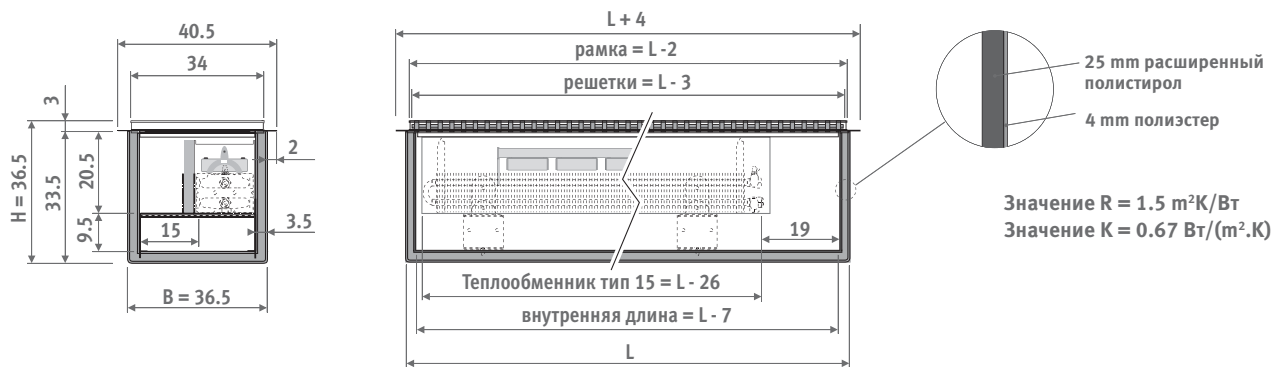 40.5
34
3
H = 36.5
33.5
20.5
9.5
15
2
3.5
B = 36.5
L + 4
рамка = L -2
решетки = L - 3
19
Теплообменник тип 15 = L - 26
внутренняя длина = L - 7
L
25 mm расширенный
полистирол
4 mm полиэстер
Значение R = 1.5 m²K/Вт
Значение K = 0.67 Вт/(m².K)